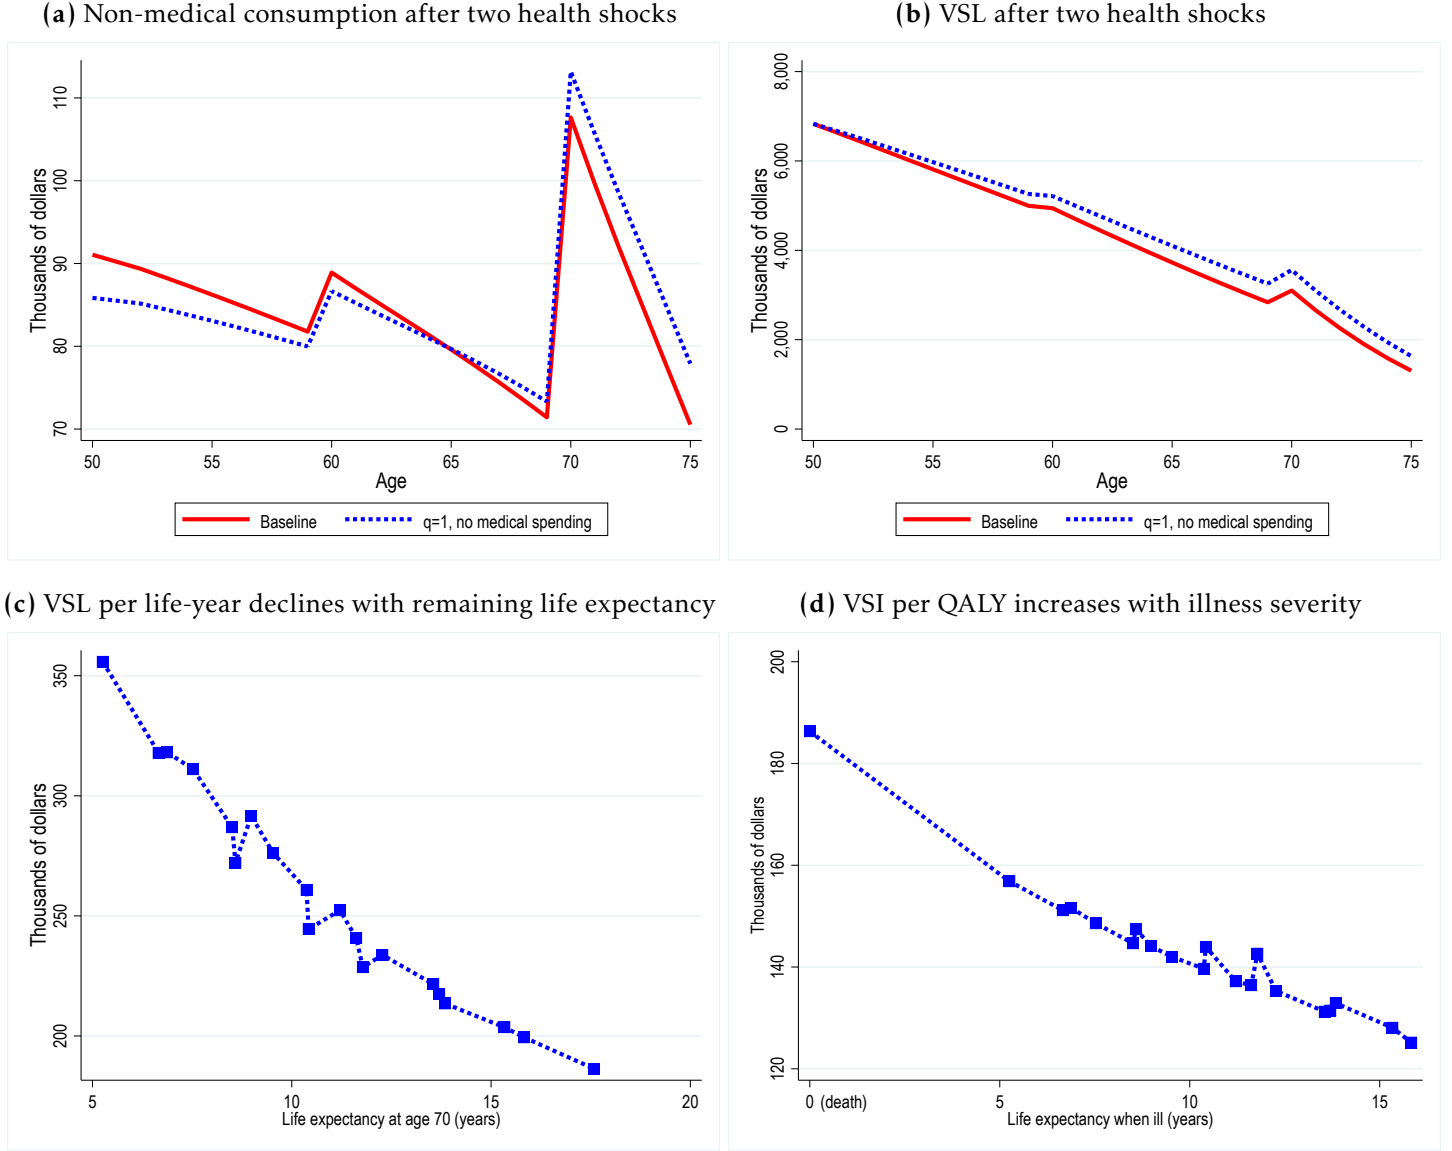 (a) Non-medical consumption after two health shocks
Thousands of dollars
110
100
90
80
70
50 55 60 65 70 75
Age
Baseline q=1, no medical spending
(b) VSL after two health shocks
Thousands of dollars
8,000
6,000
4,000
2,000
0
50 55 60 65 70 75
Age
Baseline q=1, no medical spending
(c) VSL per life-year declines with remaining life expectancy
Thousands of dollars
350
300
250
200
5 10 15 20
Life expectancy at age 70 (years)
(d) VSI per QALY increases with illness severity
Thousands of dollars
200
180
160
140
120
0 (death) 5 10 15
Life expectancy when ill (years)